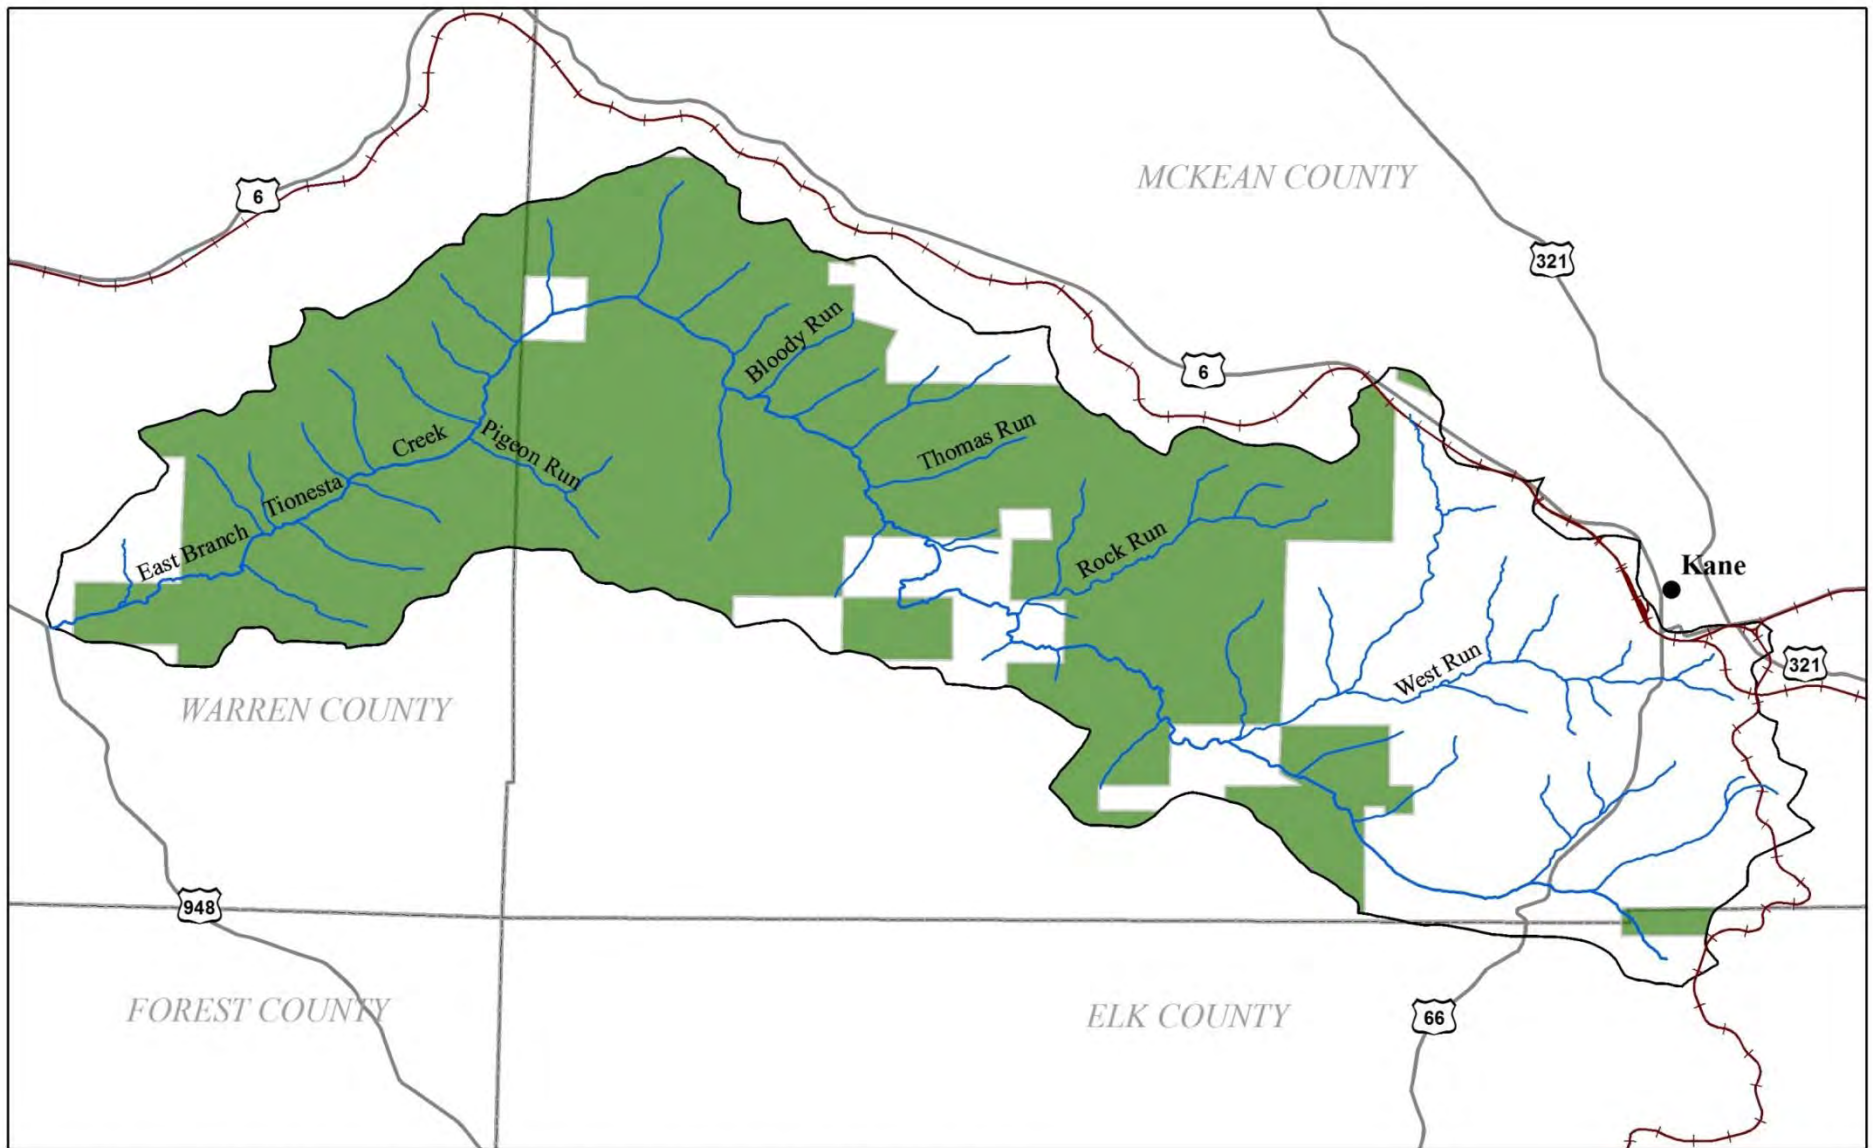 6
MCKEAN COUNTY
321
Bloody Run
6
Creek
Pigeon Run
Thomas Run
Tionesta
East Branch
Rock Run
Kane
West Run
321
WARREN COUNTY
948
FOREST COUNTY
ELK COUNTY
66